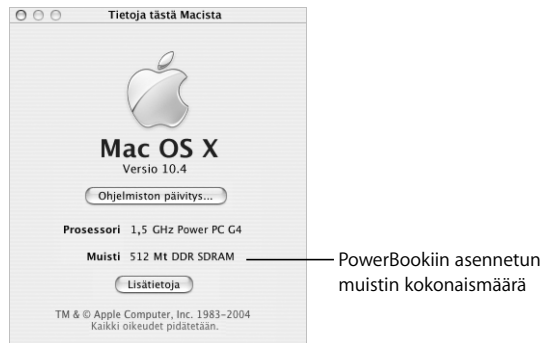 Tietoja tästä Macista
Mac OS X
Versio 10.4
Ohjelmiston päivitys...
Prosessori 1,5 GHz Power PC G4
Muisti 512 Mt DDR SDRAM
PowerBookiin asennetun
muistin kokonaismäärä
Lisätietoja
TM & © Apple Computer, Inc. 1983–2004
Kaikki oikeudet pidätetään.